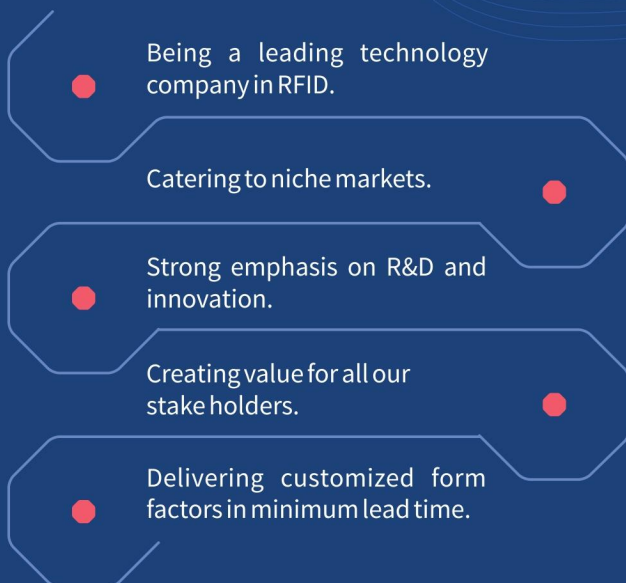 Being a leading technology
company in RFID.
Catering to niche markets.
Strong emphasis on R&D and
innovation.
Creating value for all our
stake holders.
Delivering customized form
factors in minimum lead time.